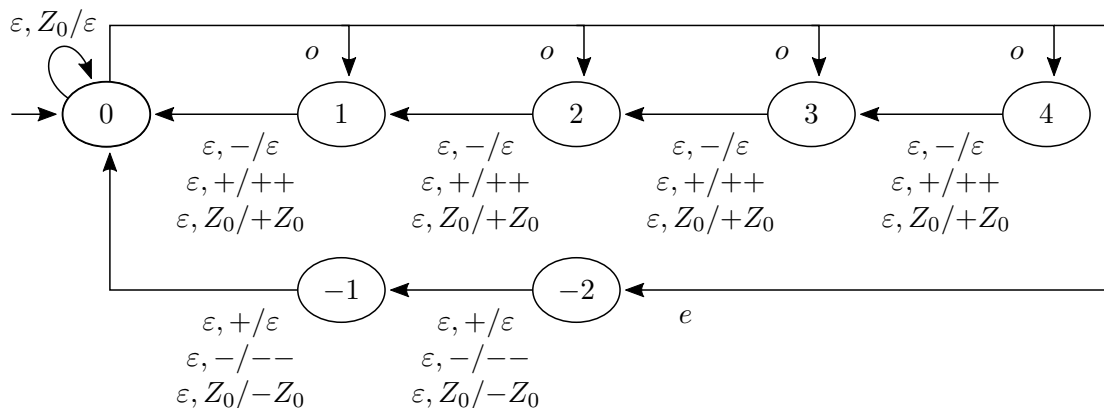 ε, Z₀/ε
o o o o
0 1 2 3 4
ε, −/ε ε, −/ε ε, −/ε ε, −/ε
ε, +/++ ε, +/++ ε, +/++ ε, +/++
ε, Z₀/+Z₀ ε, Z₀/+Z₀ ε, Z₀/+Z₀ ε, Z₀/+Z₀
−1 −2
e
ε, +/ε ε, +/ε
ε, −/−− ε, −/−−
ε, Z₀/−Z₀ ε, Z₀/−Z₀